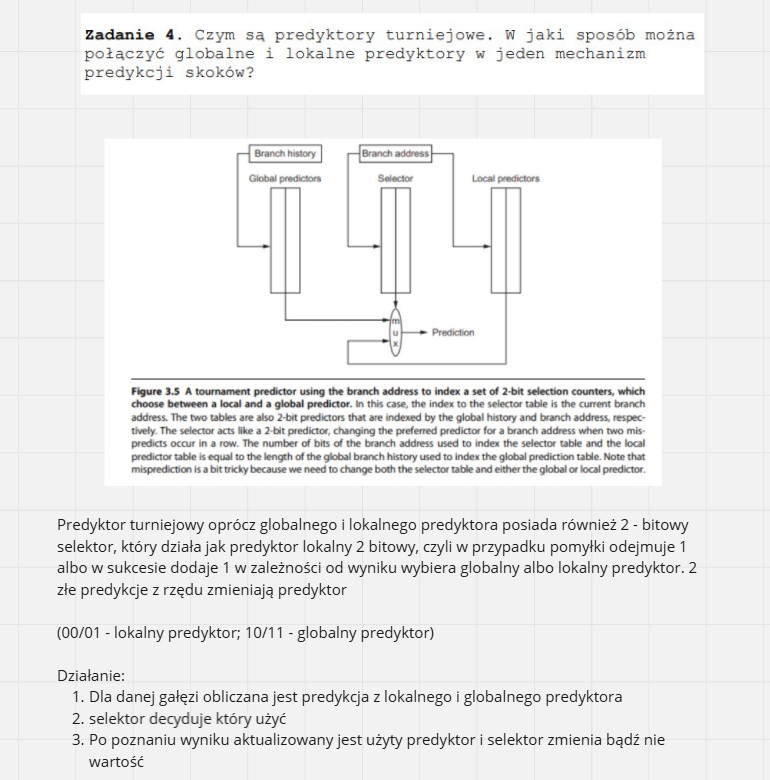 Zadanie 4. Czym są predyktory turniejowe. W jaki sposób można
połączyć globalne i lokalne predyktory w jeden mechanizm
predykcji skoków?
Branch history
Branch address
Global predictors
Selector
Local predictors
m
u
x
Prediction
Figure 3.5 A tournament predictor using the branch address to index a set of 2-bit selection counters, which
choose between a local and a global predictor. In this case, the index to the selector table is the current branch
address. The two tables are also 2-bit predictors that are indexed by the global history and branch address, respec-
tively. The selector acts like a 2-bit predictor, changing the preferred predictor for a branch address when two mis-
predicts occur in a row. The number of bits of the branch address used to index the selector table and the local
predictor table is equal to the length of the global branch history used to index the global prediction table. Note that
misprediction is a bit tricky because we need to change both the selector table and either the global or local predictor.
Predyktor turniejowy oprócz globalnego i lokalnego predyktora posiada również 2 - bitowy
selektor, który działa jak predyktor lokalny 2 bitowy, czyli w przypadku pomyłki odejmuje 1
albo w sukcesie dodaje 1 w zależności od wyniku wybiera globalny albo lokalny predyktor. 2
złe predykcje z rzędu zmieniają predyktor
(00/01 - lokalny predyktor; 10/11 - globalny predyktor)
Działanie:
1. Dla danej gałęzi obliczana jest predykcja z lokalnego i globalnego predyktora
2. selektor decyduje który użyć
3. Po poznaniu wyniku aktualizowany jest użyty predyktor i selektor zmienia bądź nie
wartość